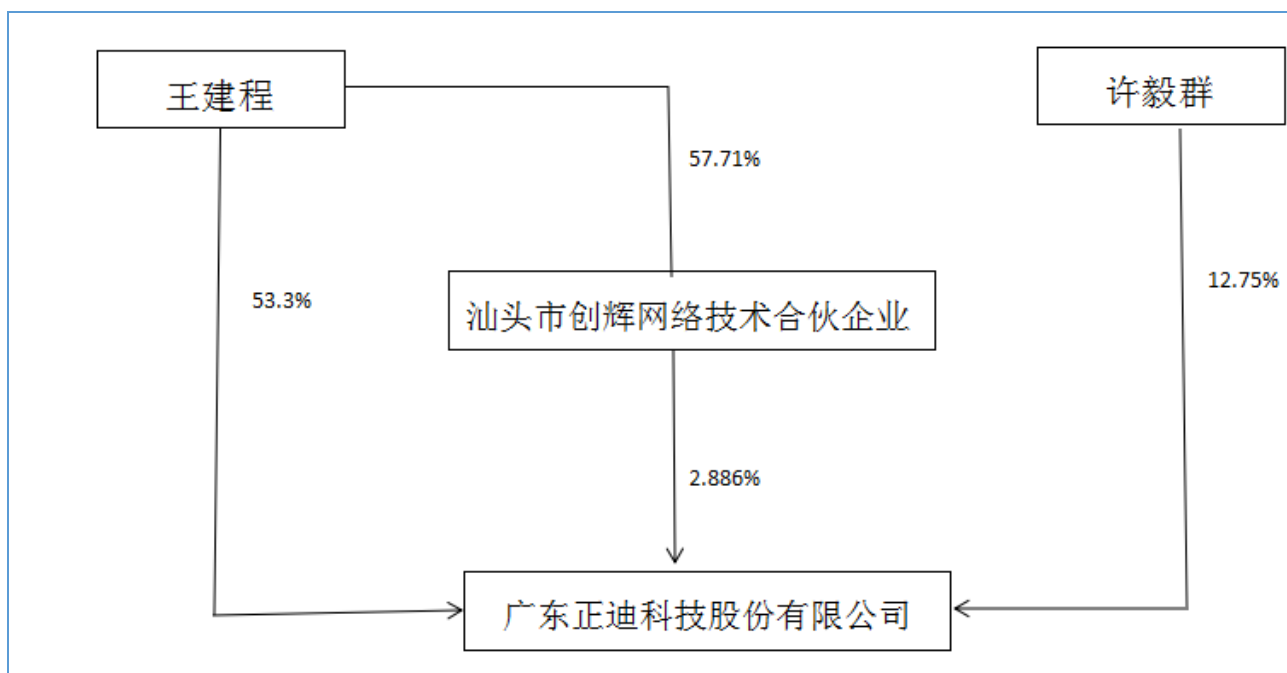 王建程
许毅群
57.71%
53.3%
12.75%
汕头市创辉网络技术合伙企业
2.886%
广东正迪科技股份有限公司